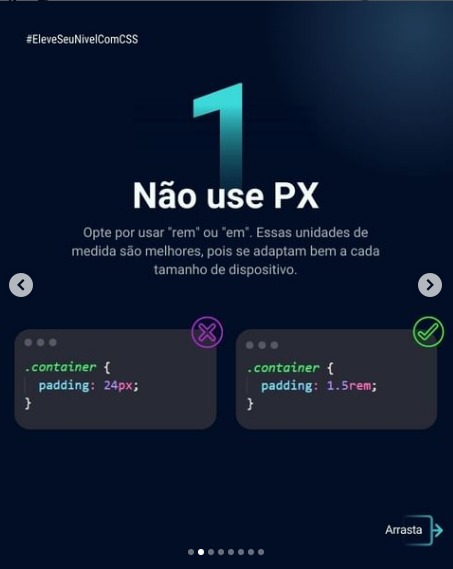 #EleveSeuNivelComCSS
1
Não use PX
Opte por usar "rem" ou "em". Essas unidades de
medida são melhores, pois se adaptam bem a cada
tamanho de dispositivo.
.container {
padding: 24px;
}
.container {
padding: 1.5rem;
}
Arrasta